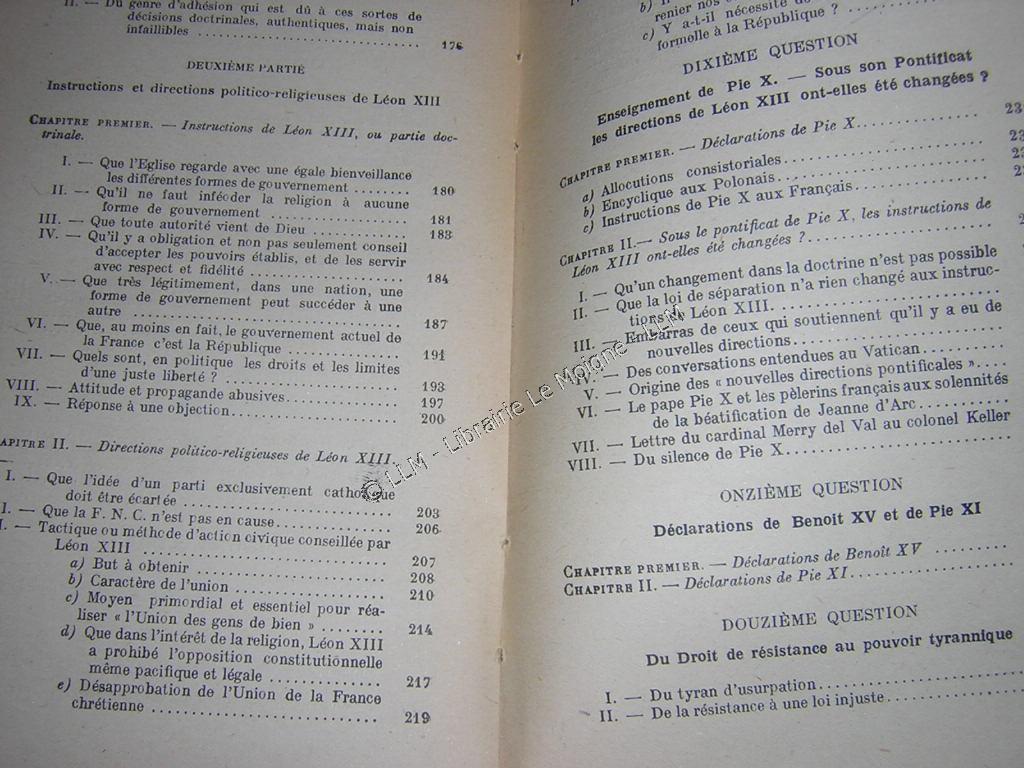 II. — Du genre d'adhésion qui est dû à ces sortes de
décisions doctrinales, authentiques, mais non
infaillibles ........ 176
DEUXIÈME PARTIE
Instructions et directions politico-religieuses de Léon XIII
CHAPITRE PREMIER. — Instructions de Léon XIII, ou partie doc-
trinale.
I. — Que l'Eglise regarde avec une égale bienveillance
les différentes formes de gouvernement ........ 180
II. — Qu'il ne faut inféoder la religion à aucune
forme de gouvernement ........ 181
III. — Que toute autorité vient de Dieu ........ 183
IV. — Qu'il y a obligation et non pas seulement conseil
d'accepter les pouvoirs établis, et de les servir
avec respect et fidélité ........ 184
V. — Que très légitimement, dans une nation, une
forme de gouvernement peut succéder à une
autre ........ 187
VI. — Que, au moins en fait, le gouvernement actuel de
la France c'est la République ........ 191
VII. — Quels sont, en politique les droits et les limites
d'une juste liberté ? ........ 193
VIII. — Attitude et propagande abusives ........ 197
IX. — Réponse à une objection ........ 200
APITRE II. — Directions politico-religieuses de Léon XIII.
I. — Que l'idée d'un parti exclusivement catholique
doit être écartée ........ 203
— Que la F. N. C. n'est pas en cause ........ 206
I. — Tactique ou méthode d'action civique conseillée par
Léon XIII ........ 207
a) But à obtenir ........ 208
b) Caractère de l'union ........ 210
c) Moyen primordial et essentiel pour réa-
liser « l'Union des gens de bien » ........ 214
d) Que dans l'intérêt de la religion, Léon XIII
a prohibé l'opposition constitutionnelle
même pacifique et légale ........ 217
e) Désapprobation de l'Union de la France
chrétienne ........ 219
b)
renier nos
c) Y a-t-il nécessité de
formelle à la République ? ........
DIXIÈME QUESTION
Enseignement de Pie X. — Sous son Pontificat
les directions de Léon XIII ont-elles été changées ?
CHAPITRE PREMIER. — Déclarations de Pie X ........ 23
a) Allocutions consistoriales ........ 23
b) Encyclique aux Polonais ........ 23
c) Instructions de Pie X aux Français ........ 2
CHAPITRE II. — Sous le pontificat de Pie X, les instructions de
Léon XIII ont-elles été changées ? ........ 2
I. — Qu'un changement dans la doctrine n'est pas possible
II. — Que la loi de séparation n'a rien changé aux instruc-
tions de Léon XIII ........
III. — Embarras de ceux qui soutiennent qu'il y a eu de
nouvelles directions ........
IV. — Des conversations entendues au Vatican ........
V. — Origine des « nouvelles directions pontificales » ........
VI. — Le pape Pie X et les pèlerins français aux solennités
de la béatification de Jeanne d'Arc ........
VII. — Lettre du cardinal Merry del Val au colonel Keller
VIII. — Du silence de Pie X ........
ONZIÈME QUESTION
Déclarations de Benoit XV et de Pie XI
CHAPITRE PREMIER. — Déclarations de Benoît XV ........
CHAPITRE II. — Déclarations de Pie XI ........
DOUZIÈME QUESTION
Du Droit de résistance au pouvoir tyrannique
I. — Du tyran d'usurpation ........
II. — De la résistance à une loi injuste ........
© LLM - Librairie Le Moigne - LLM